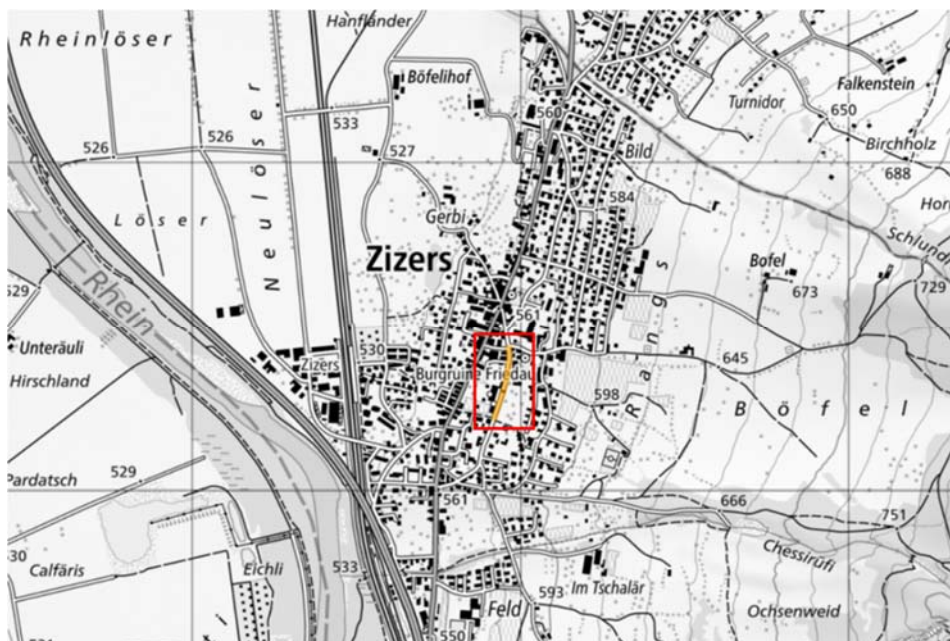 Hanfländer
Rheinlöser
Böfelihof
Falkenstein
Turnidor
Neulöser
533
560
650
Birchholz
526
526
527
Bild
688
Löser
Gerbi
584
Zizers
Bofel
Schlund
Rhein
673
729
529
561
Unteräuli
Zizers
530
645
Hirschland
Burgruine Friedau
Rangs
598
Böfel
Pardatsch
529
561
666
751
Chessirüfi
Calfäris
Eichli
533
Im Tschalär
593
Feld
Ochsenweid
550